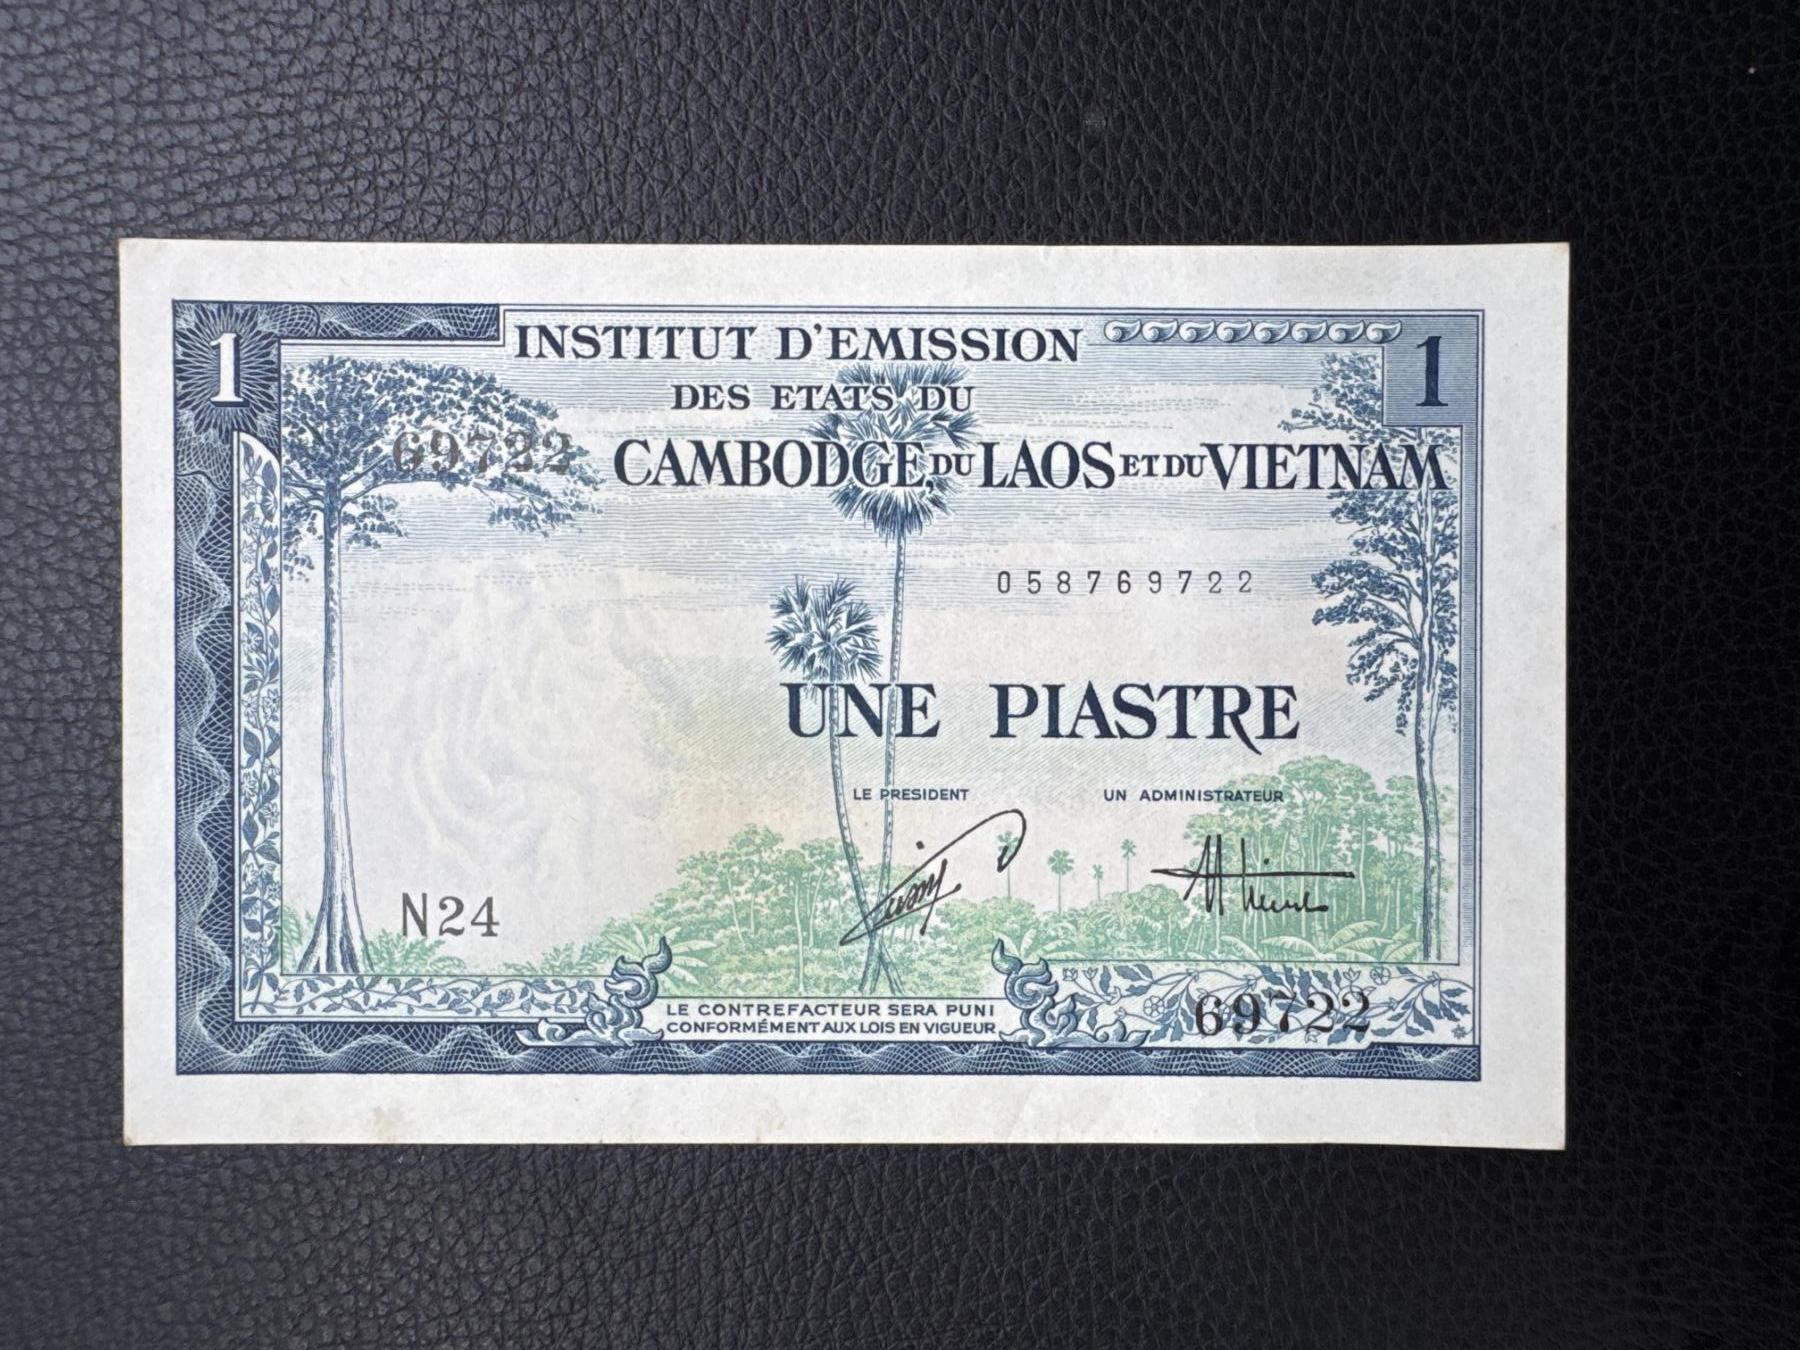 1
INSTITUT D'EMISSION
1
DES ETATS DU
69722
CAMBODGE, DU LAOS ET DU VIETNAM
058769722
UNE PIASTRE
LE PRESIDENT
UN ADMINISTRATEUR
N24
LE CONTREFACTEUR SERA PUNI
CONFORMÉMENT AUX LOIS EN VIGUEUR
69722